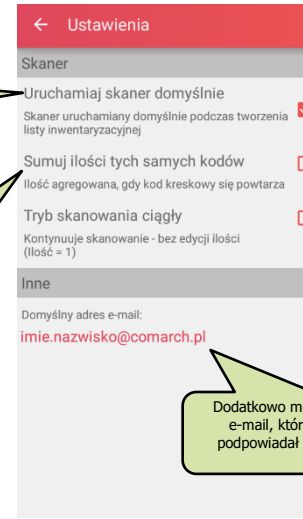 Ustawienia
Skaner
Uruchamiaj skaner domyślnie
Skaner uruchamiany domyślnie podczas tworzenia
listy inwentaryzacyjnej
Sumuj ilości tych samych kodów
Ilość agregowana, gdy kod kreskowy się powtarza
Tryb skanowania ciągły
Kontynuuje skanowanie - bez edycji ilości
(Ilość = 1)
Inne
Domyślny adres e-mail:
imie.nazwisko@comarch.pl
Dodatkowo
e-mail,
podpowiadał